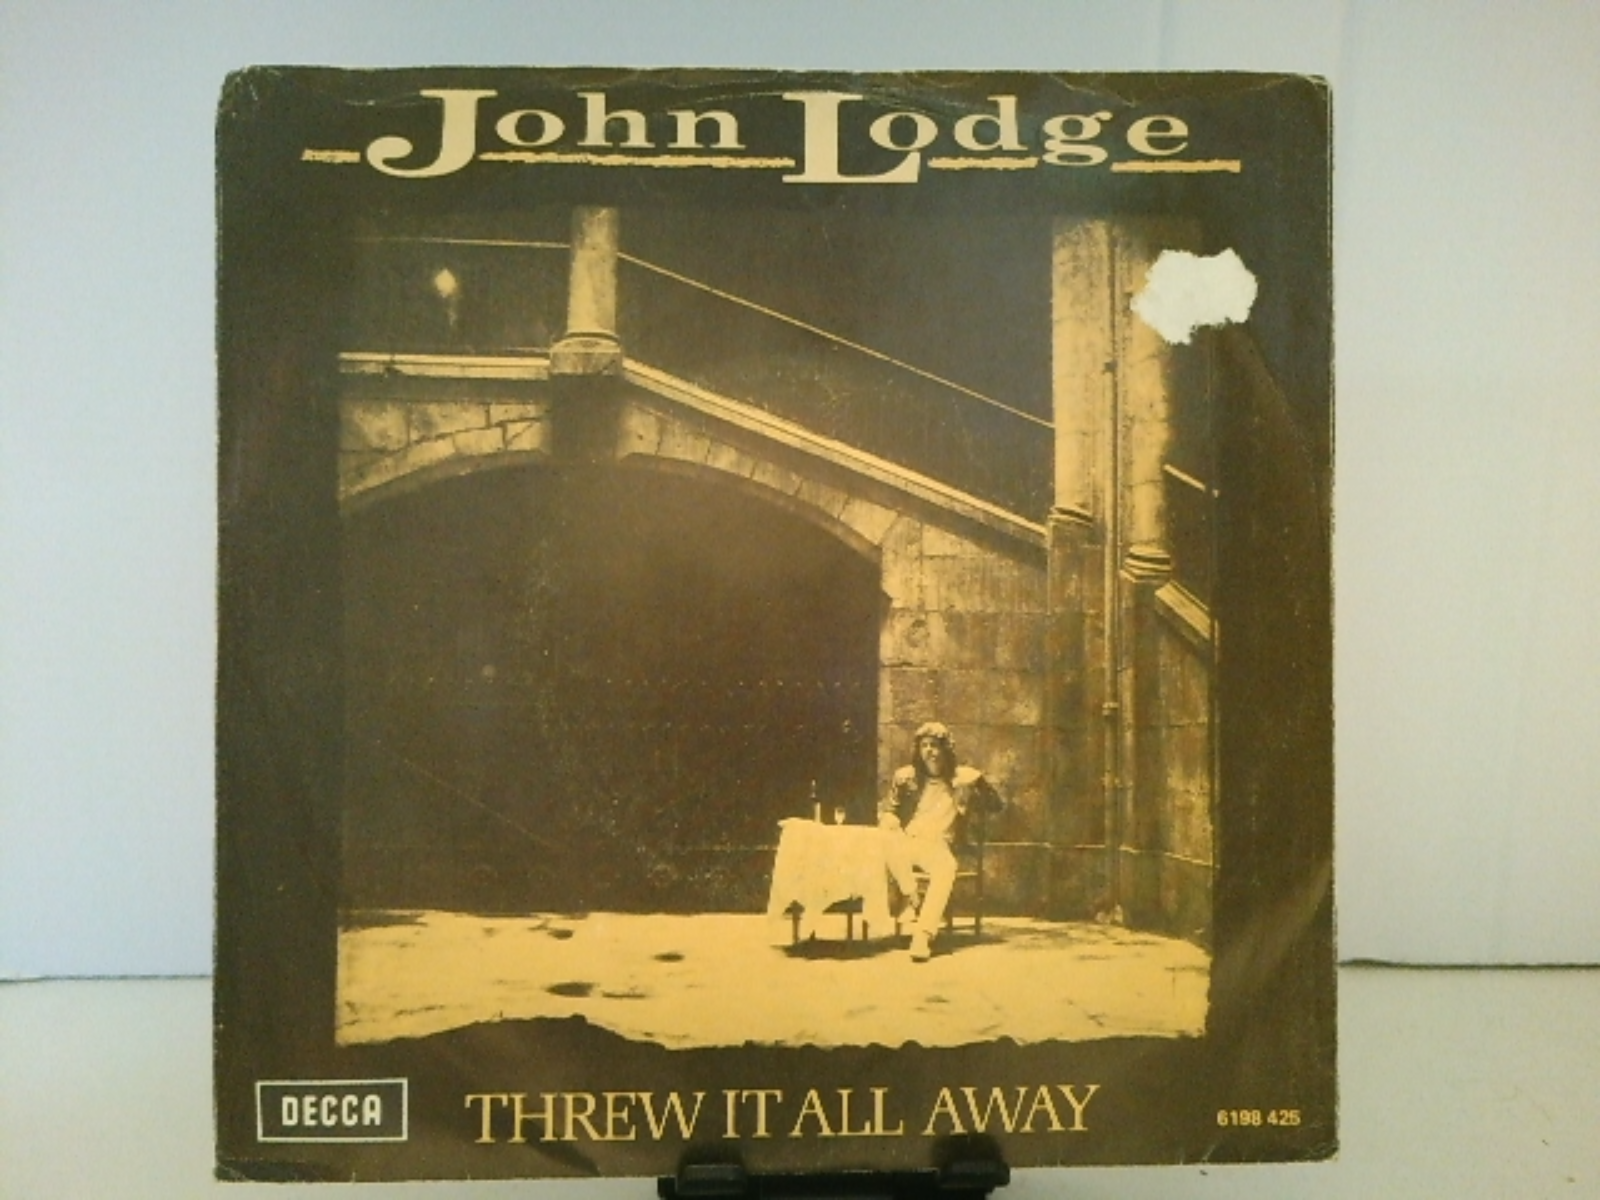 John Lodge
DECCA
THREW IT ALL AWAY
6198 425